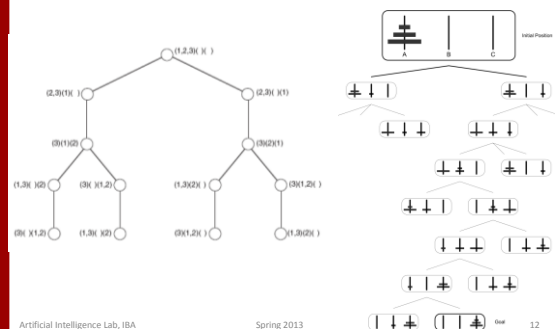 (1,2,3)( )( )
(2,3)(1)( )
(2,3)( )(1)
(3)(1)(2)
(3)(2)(1)
(1,3)( )(2)
(3)( )(1,2)
(1,3)(2)( )
(3)(1,2)( )
(3)( )(1,2)
(1,3)( )(2)
(3)(1,2)( )
(1,3)(2)( )
A B C
Initial Position
Goal
Artificial Intelligence Lab, IBA
Spring 2013
12